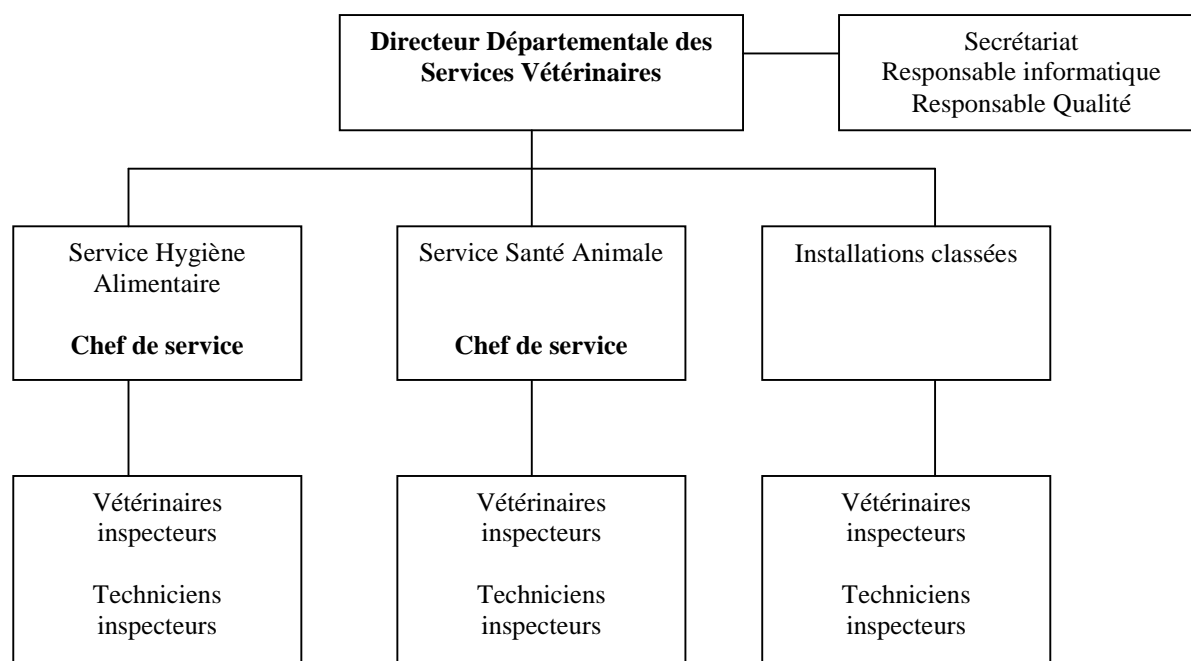 Directeur Départementale des
Services Vétérinaires
Secrétariat
Responsable informatique
Responsable Qualité
Service Hygiène
Alimentaire
Chef de service
Service Santé Animale
Chef de service
Installations classées
Vétérinaires
inspecteurs
Techniciens
inspecteurs
Vétérinaires
inspecteurs
Techniciens
inspecteurs
Vétérinaires
inspecteurs
Techniciens
inspecteurs